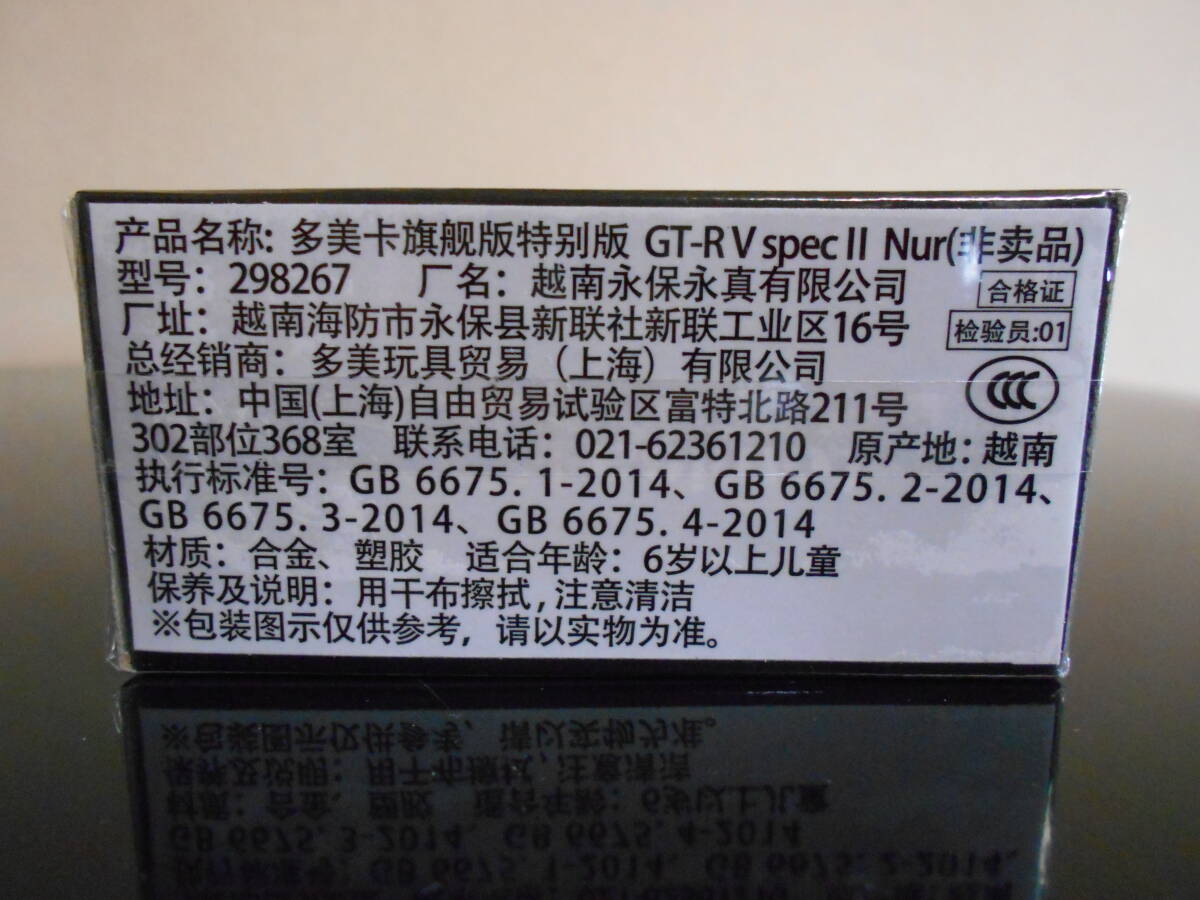 产品名称: 多美卡旗舰版特别版 GT-R V spec II Nur(非卖品)
型号：298267 厂名：越南永保永真有限公司
合格证
厂址：越南海防市永保县新联社新联工业区16号
检验员:01
总经销商：多美玩具贸易（上海）有限公司
CCC
地址：中国(上海)自由贸易试验区富特北路211号
302部位368室 联系电话：021-62361210 原产地：越南
执行标准号：GB 6675. 1-2014、GB 6675. 2-2014、
GB 6675. 3-2014、GB 6675. 4-2014
材质：合金、塑胶 适合年龄：6岁以上儿童
保养及说明：用干布擦拭,注意清洁
※包装图示仅供参考，请以实物为准。